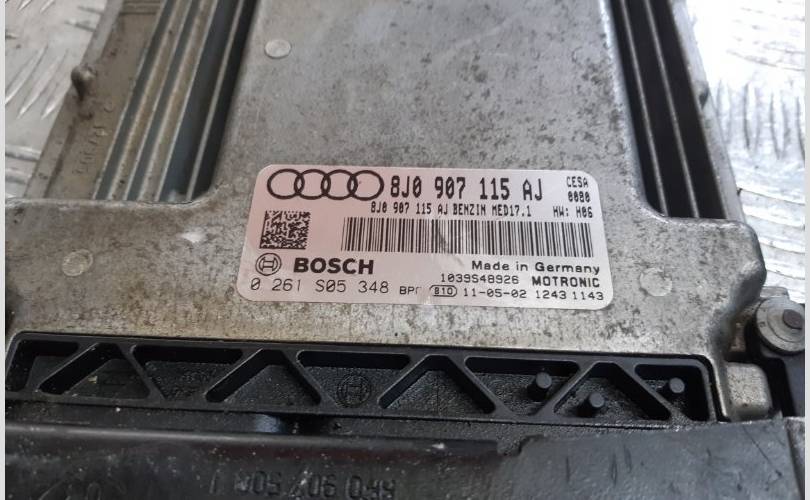 8J0 907 115 AJ CESA 0080
8J0 907 115 AJ BENZIN MED17.1 HW: H06
BOSCH Made in Germany
1039S48926 MOTRONIC
0 261 S05 348 810 11-05-02 1243 1143